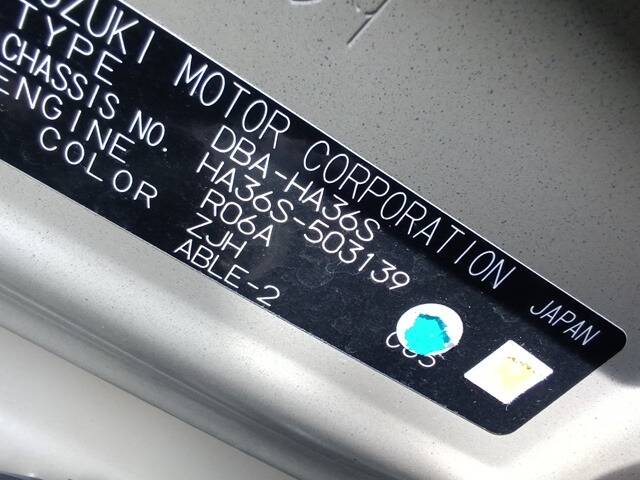 SUZUKI MOTOR CORPORATION JAPAN
TYPE DBA-HA36S
CHASSIS NO. HA36S-503139
ENGINE R06A
COLOR ZJH
ABLE-2